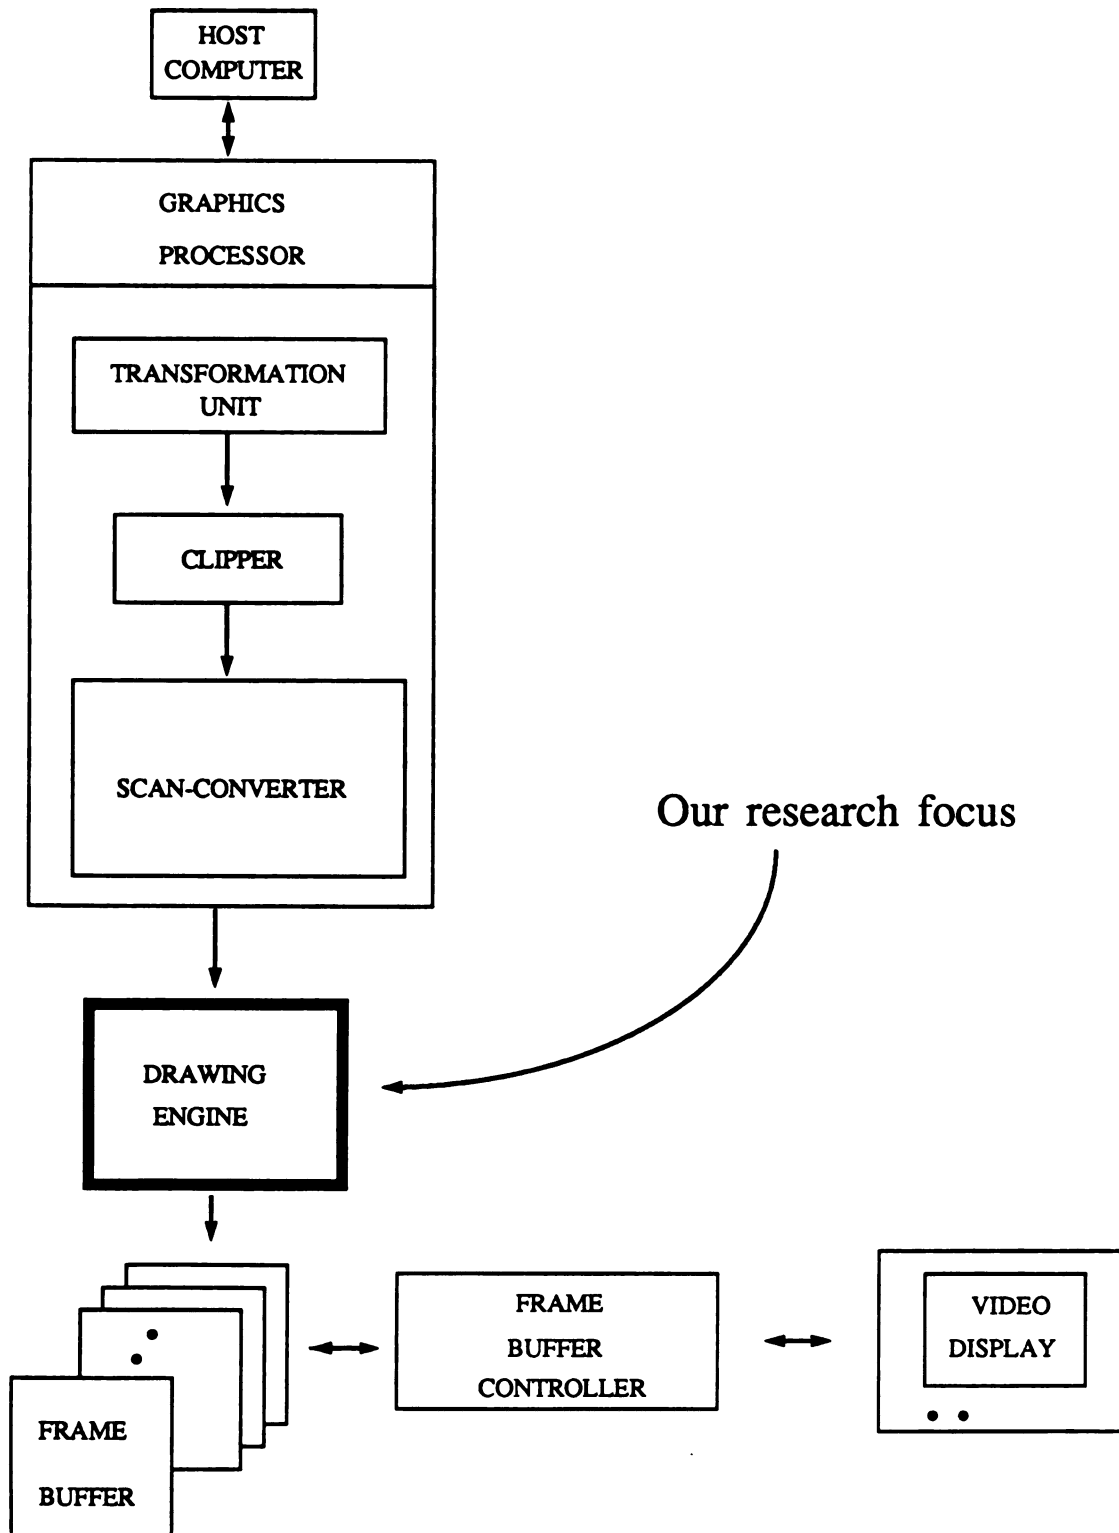 HOST
COMPUTER
GRAPHICS
PROCESSOR
TRANSFORMATION
UNIT
CLIPPER
SCAN-CONVERTER
Our research focus
DRAWING
ENGINE
FRAME
BUFFER
CONTROLLER
VIDEO
DISPLAY
FRAME
BUFFER